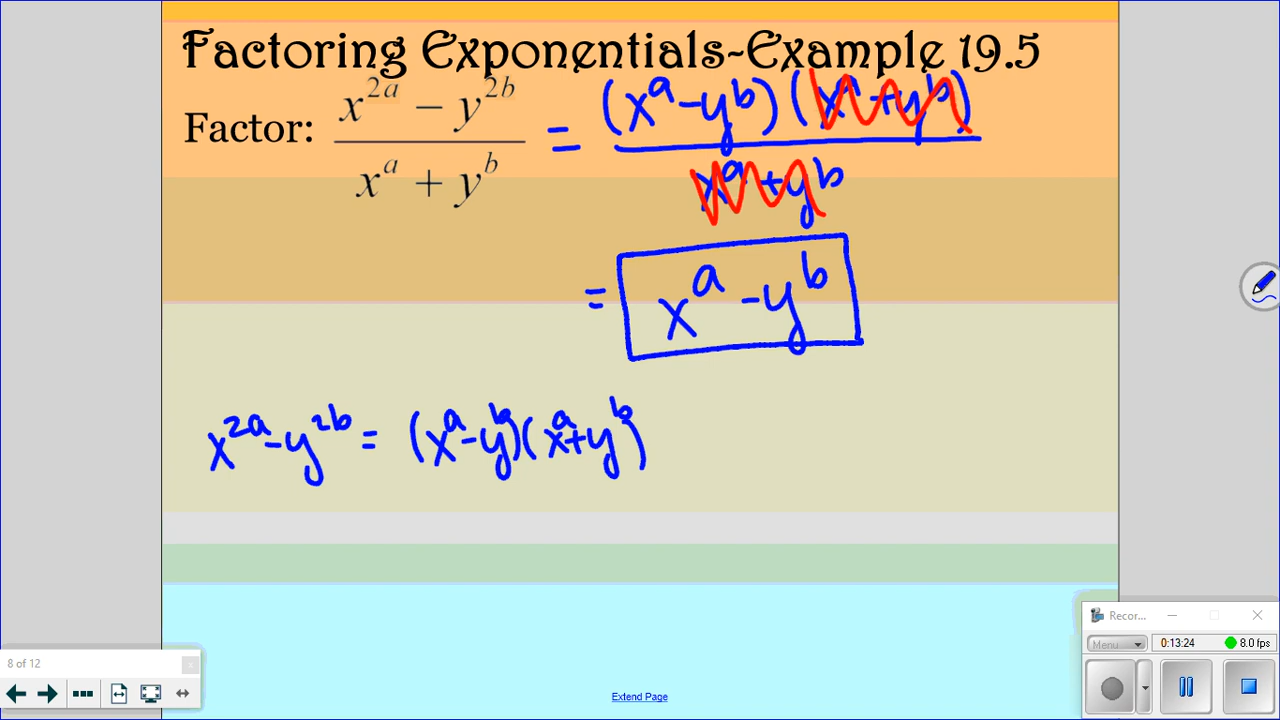 Factoring Exponentials-Example 19.5
Factor: (x^{2a} - y^{2b})/(x^a + y^b) = ((x^a - y^b)(x^a + y^b))/(x^a + y^b)
= x^a - y^b
x^{2a} - y^{2b} = (x^a - y^b)(x^a + y^b)
Recor...
Menu
0:13:24
8.0 fps
8 of 12
Extend Page